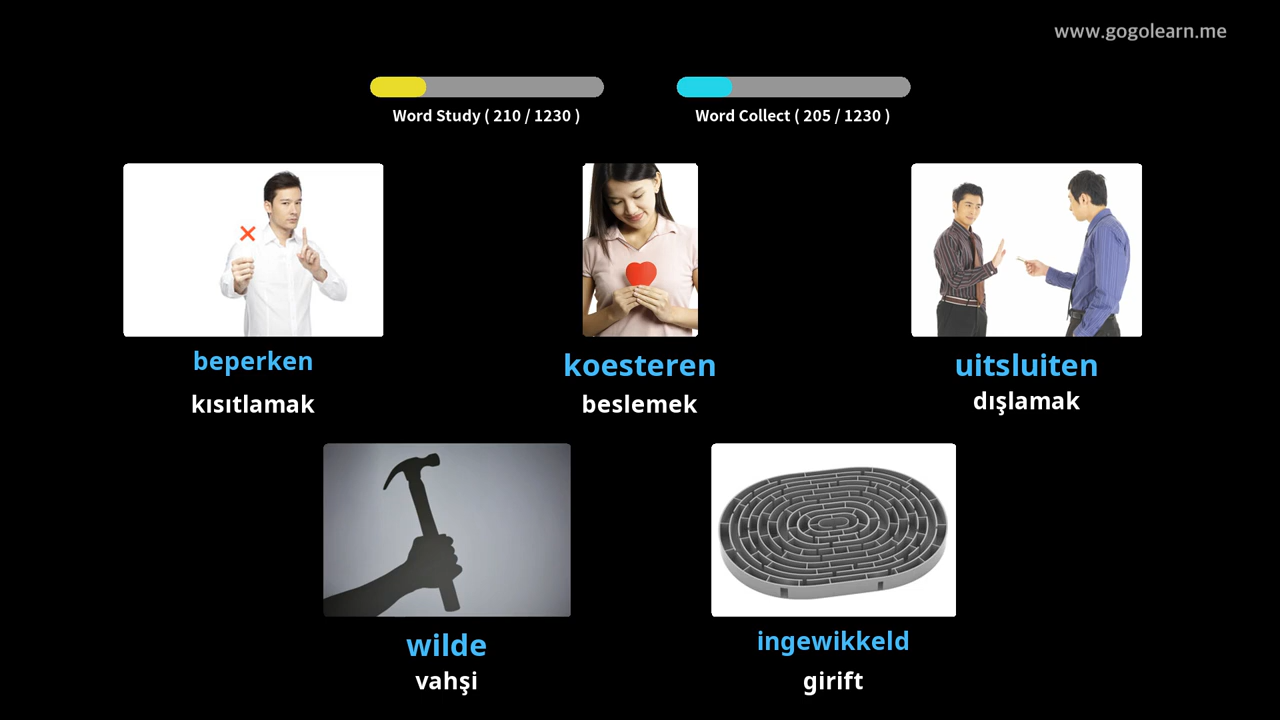 www.gogolearn.me
Word Study ( 210 / 1230 )
Word Collect ( 205 / 1230 )
beperken
kısıtlamak
koesteren
beslemek
uitsluiten
dışlamak
wilde
vahşi
ingewikkeld
girift